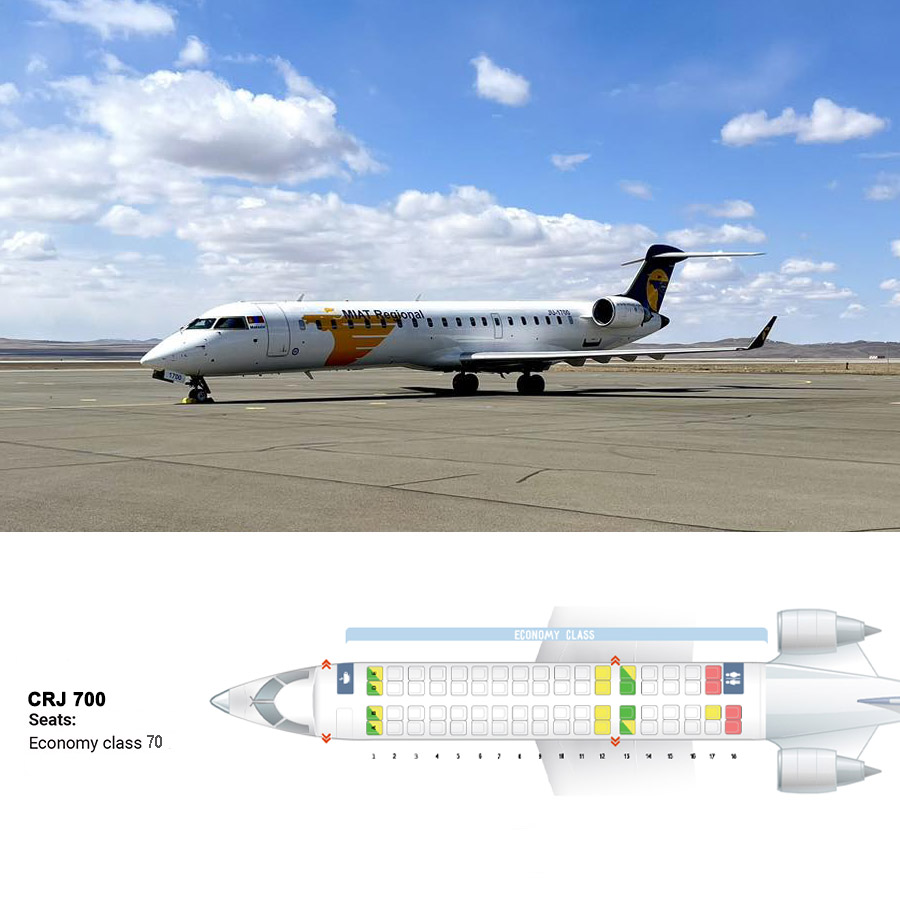 MIAT Regional
JU-1700
1700
ECONOMY CLASS
CRJ 700
Seats:
Economy class 70
1 2 3 4 5 6 7 8 9 10 11 12 13 14 15 16 17 18